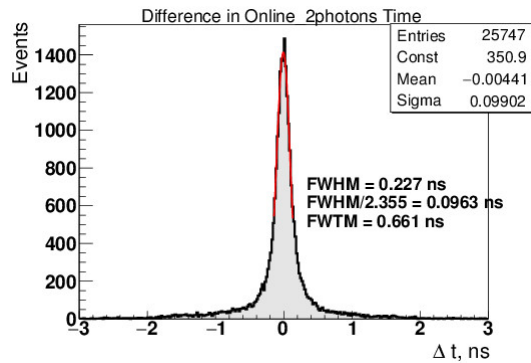 Difference in Online 2photons Time
Entries 25747
Const 350.9
Mean −0.00441
Sigma 0.09902
Events
1400
1200
1000
800
600
400
200
0
FWHM = 0.227 ns
FWHM/2.355 = 0.0963 ns
FWTM = 0.661 ns
−3 −2 −1 0 1 2 3
Δ t, ns